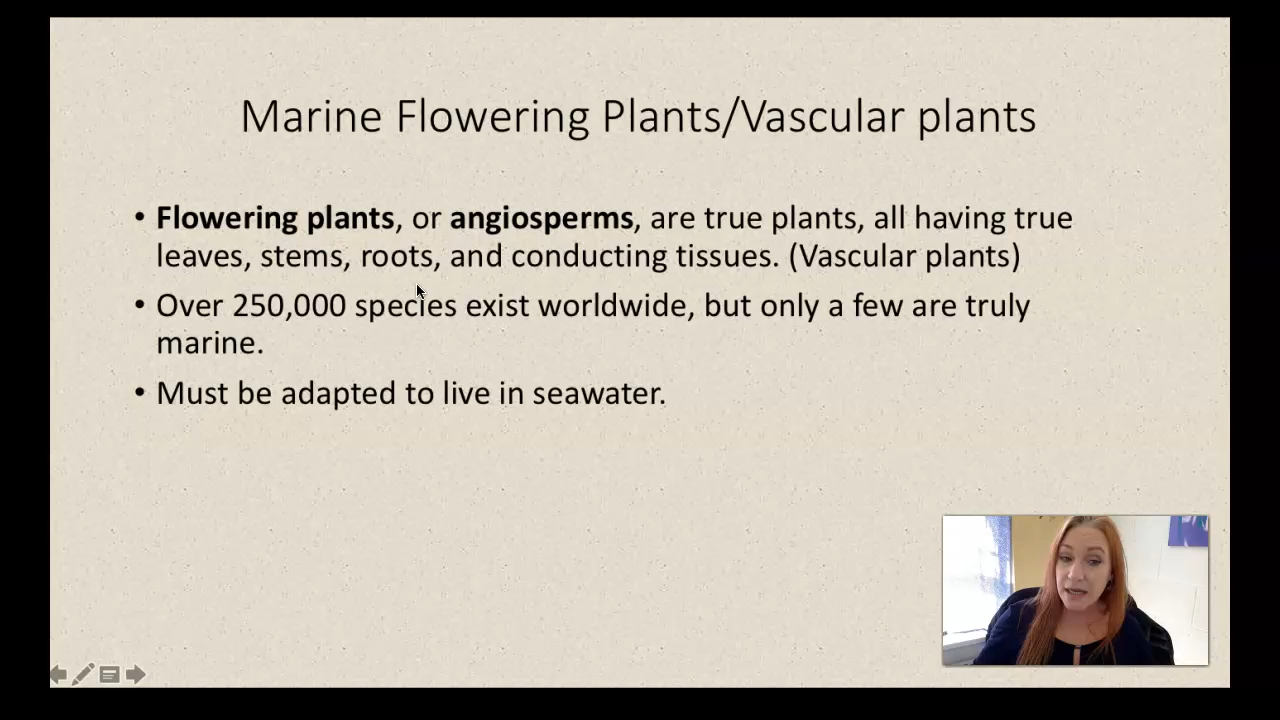 Marine Flowering Plants/Vascular plants
• Flowering plants, or angiosperms, are true plants, all having true
leaves, stems, roots, and conducting tissues. (Vascular plants)
• Over 250,000 species exist worldwide, but only a few are truly
marine.
• Must be adapted to live in seawater.